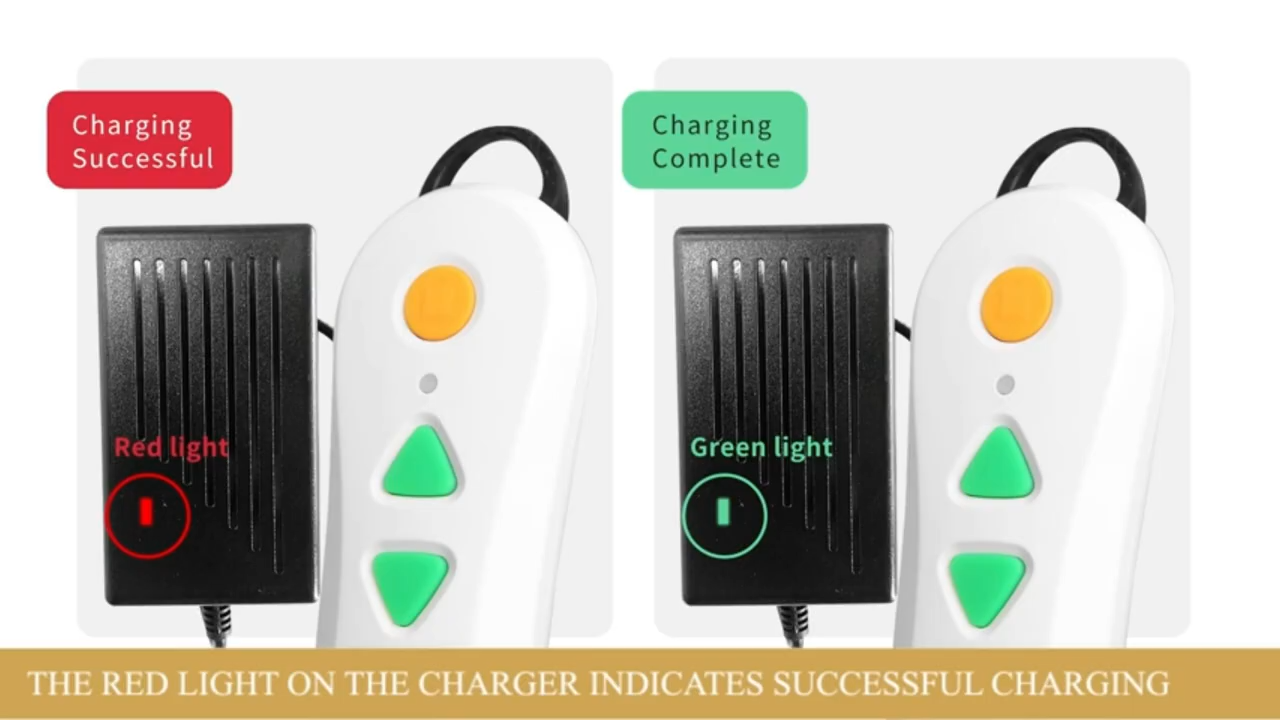 Charging
Successful
Red light
Charging
Complete
Green light
THE RED LIGHT ON THE CHARGER INDICATES SUCCESSFUL CHARGING